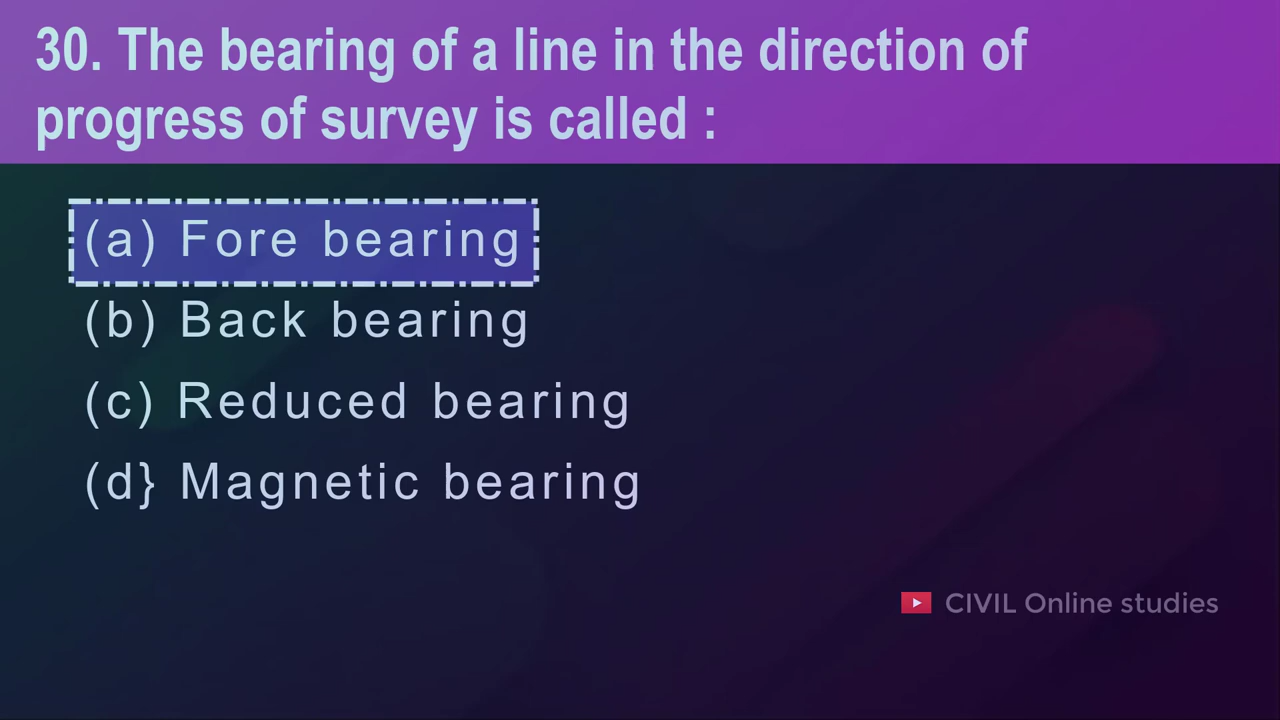 30. The bearing of a line in the direction of
progress of survey is called :
(a) Fore bearing
(b) Back bearing
(c) Reduced bearing
(d} Magnetic bearing
CIVIL Online studies